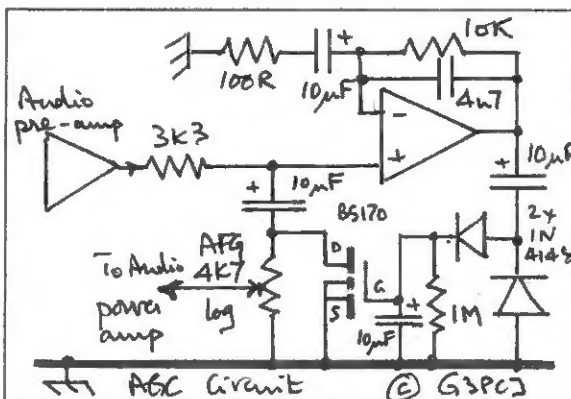 10K
100R
+
10µF
4n7
Audio
pre-amp
3K3
-
+
10µF
+
10µF
+
BS170
2x
1N
4148
AFG
4K7
log
To Audio
power
amp
D
G
S
+
10µF
1M
AGC Circuit
© G3PCJ